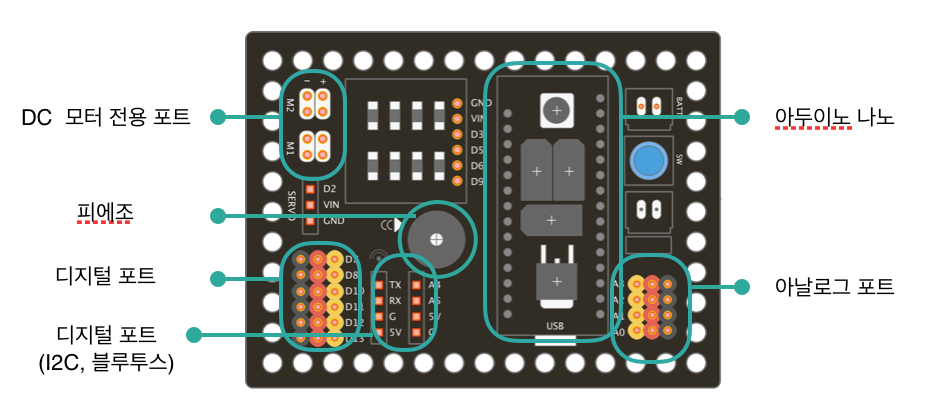 DC 모터 전용 포트
피에조
디지털 포트
디지털 포트
(I2C, 블루투스)
아두이노 나노
아날로그 포트
- +
M2
M1
SERVO
D2
VIN
GND
GND
VIN
D3
D5
D6
D9
CC
D7
D8
D10
D11
D12
D13
TX
RX
G
5V
A4
A5
5V
G
USB
BATT
SW
A3
A2
A1
A0